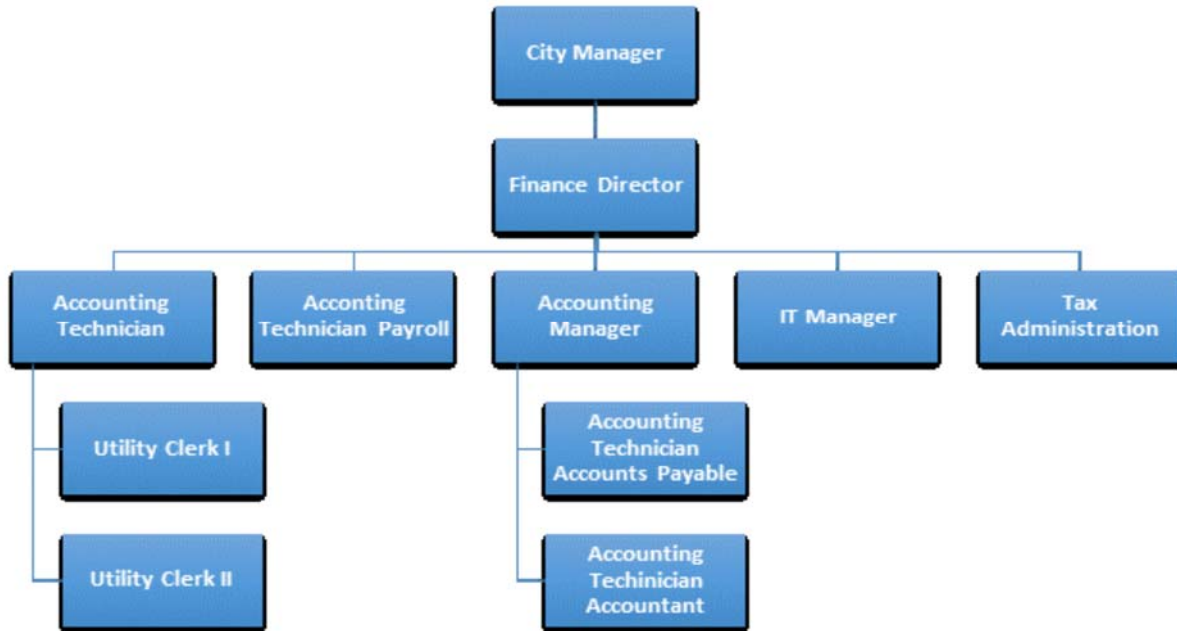 City Manager
Finance Director
Accounting
Technician
Acconting
Technician Payroll
Accounting
Manager
IT Manager
Tax
Administration
Utility Clerk I
Utility Clerk II
Accounting
Technician
Accounts Payable
Accounting
Techinician
Accountant